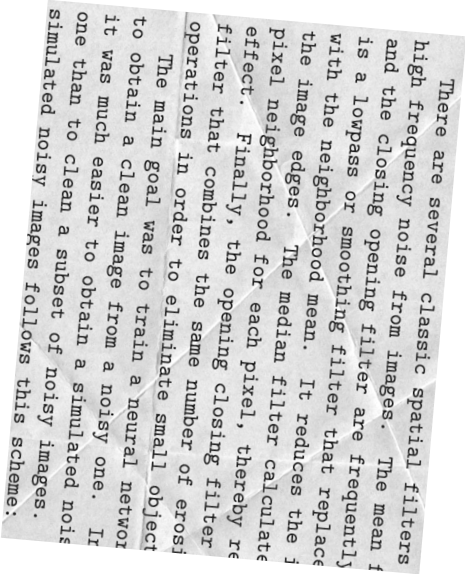 There are several classic spatial filters
high frequency noise from images. The mean f
and the closing opening filter are frequently
is a lowpass or smoothing filter that replace
with the neighborhood mean. It reduces the i
the image edges. The median filter calculate
pixel neighborhood for each pixel, thereby re
effect. Finally, the opening closing filter
filter that combines the same number of erosi
operations in order to eliminate small object
The main goal was to train a neural networ
to obtain a clean image from a noisy one. In
it was much easier to obtain a simulated nois
one than to clean a subset of noisy images.
simulated noisy images follows this scheme: